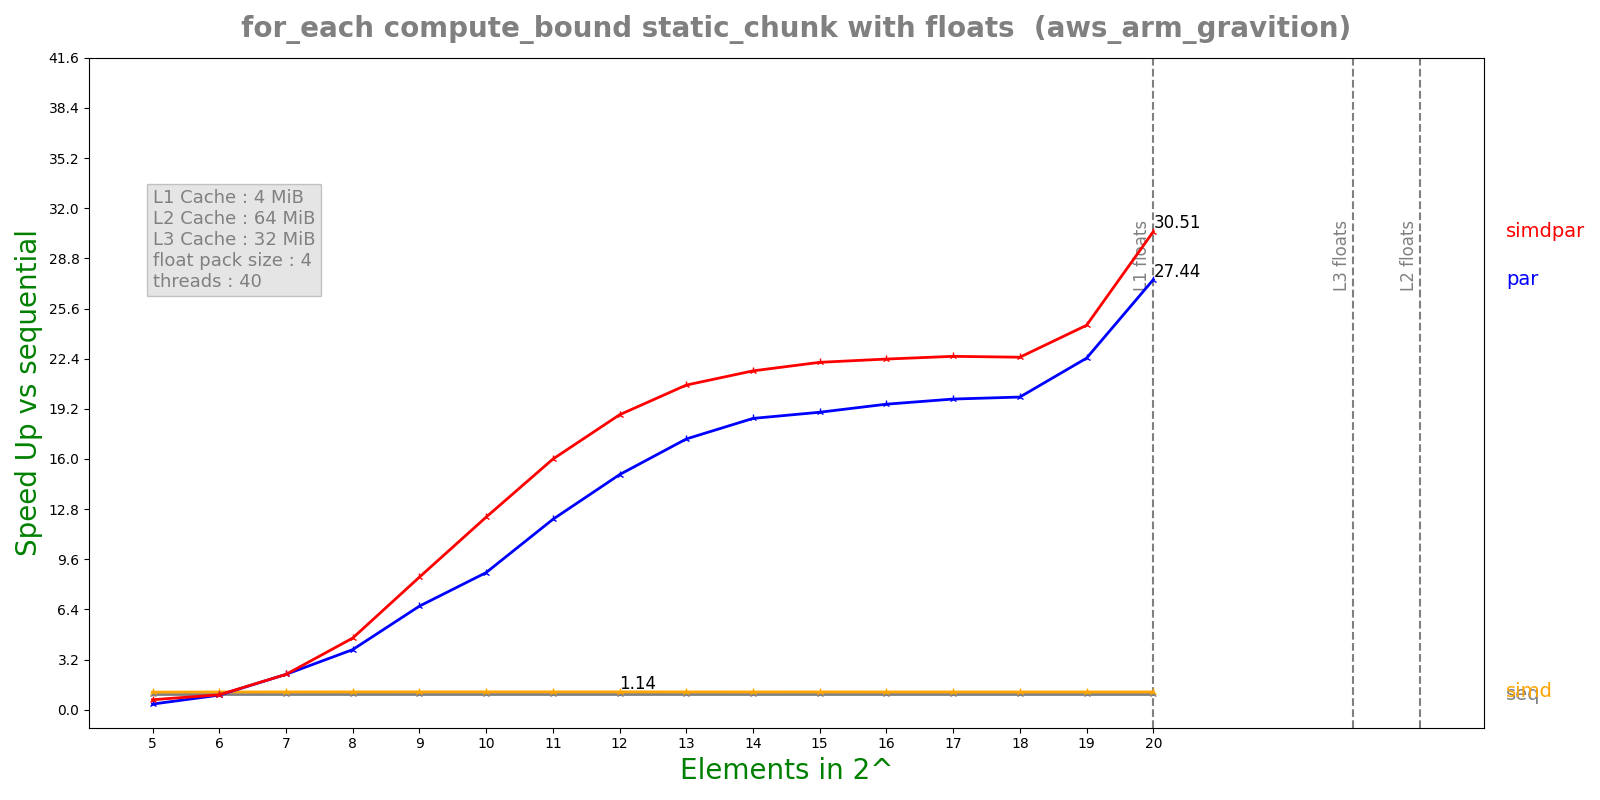 for_each compute_bound static_chunk with floats  (aws_arm_gravition)
Speed Up vs sequential
41.6
38.4
35.2
32.0
28.8
25.6
22.4
19.2
16.0
12.8
9.6
6.4
3.2
0.0
L1 Cache : 4 MiB
L2 Cache : 64 MiB
L3 Cache : 32 MiB
float pack size : 4
threads : 40
L1 floats
L3 floats
L2 floats
30.51
27.44
1.14
simdpar
par
simd
seq
5 6 7 8 9 10 11 12 13 14 15 16 17 18 19 20
Elements in 2^